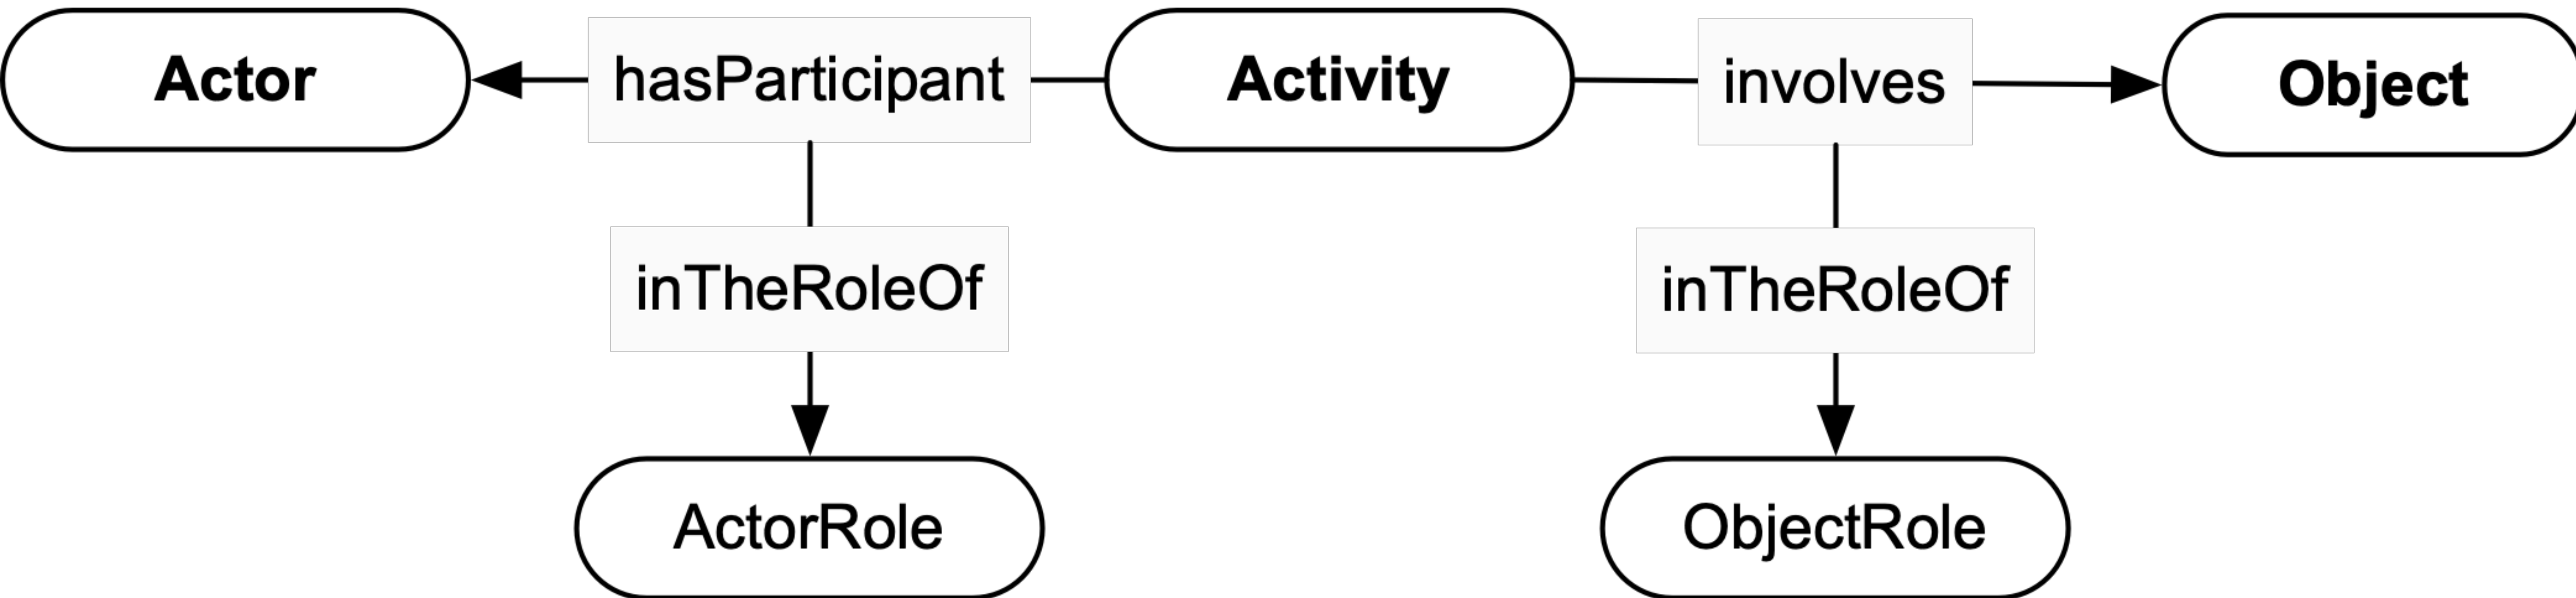 Actor
hasParticipant
Activity
involves
Object
inTheRoleOf
inTheRoleOf
ActorRole
ObjectRole